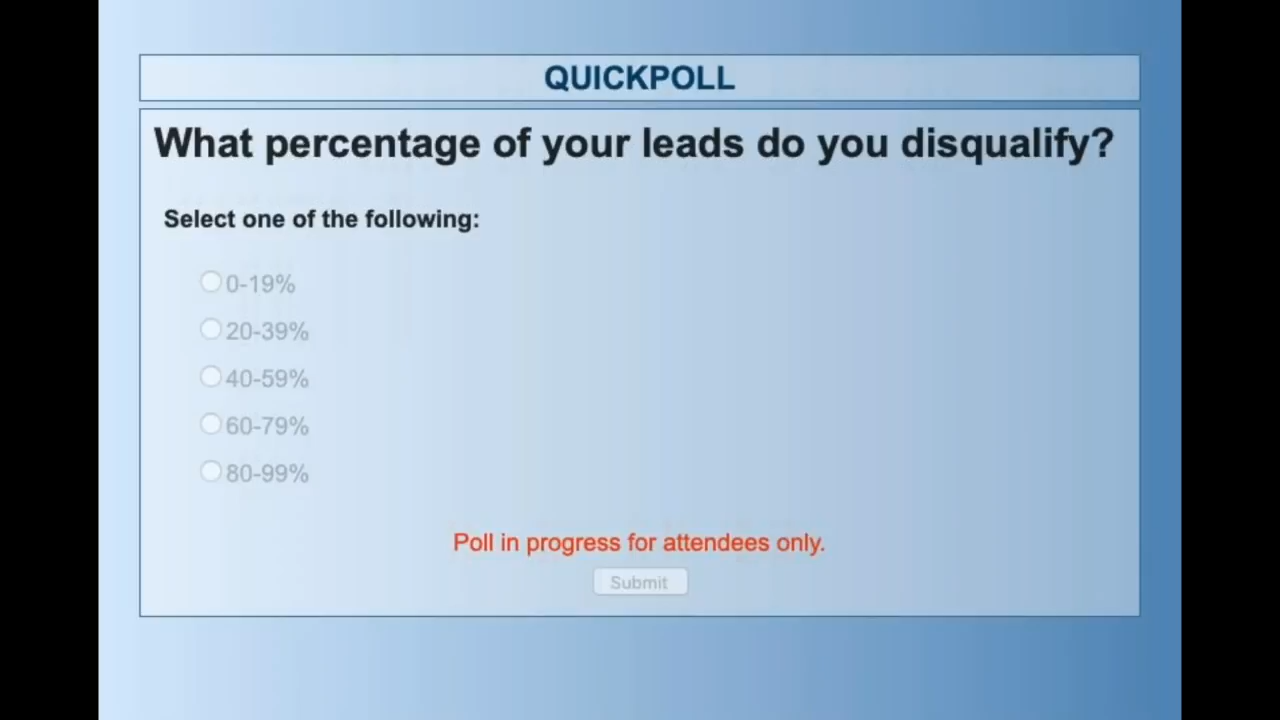 QUICKPOLL
What percentage of your leads do you disqualify?
Select one of the following:
0-19%
20-39%
40-59%
60-79%
80-99%
Poll in progress for attendees only.
Submit